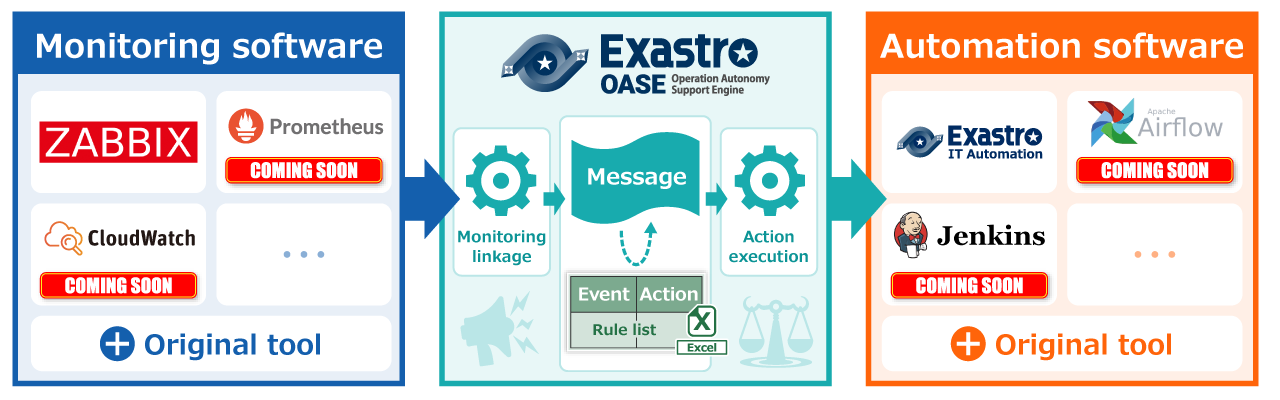 Monitoring software
ZABBIX
Prometheus
COMING SOON
CloudWatch
COMING SOON
...
Original tool
Exastro
OASE
Operation Autonomy
Support Engine
Monitoring
linkage
Message
Action
execution
Event Action
Rule list
X
Excel
Automation software
Exastro
IT Automation
Apache
Airflow
COMING SOON
Jenkins
COMING SOON
...
Original tool